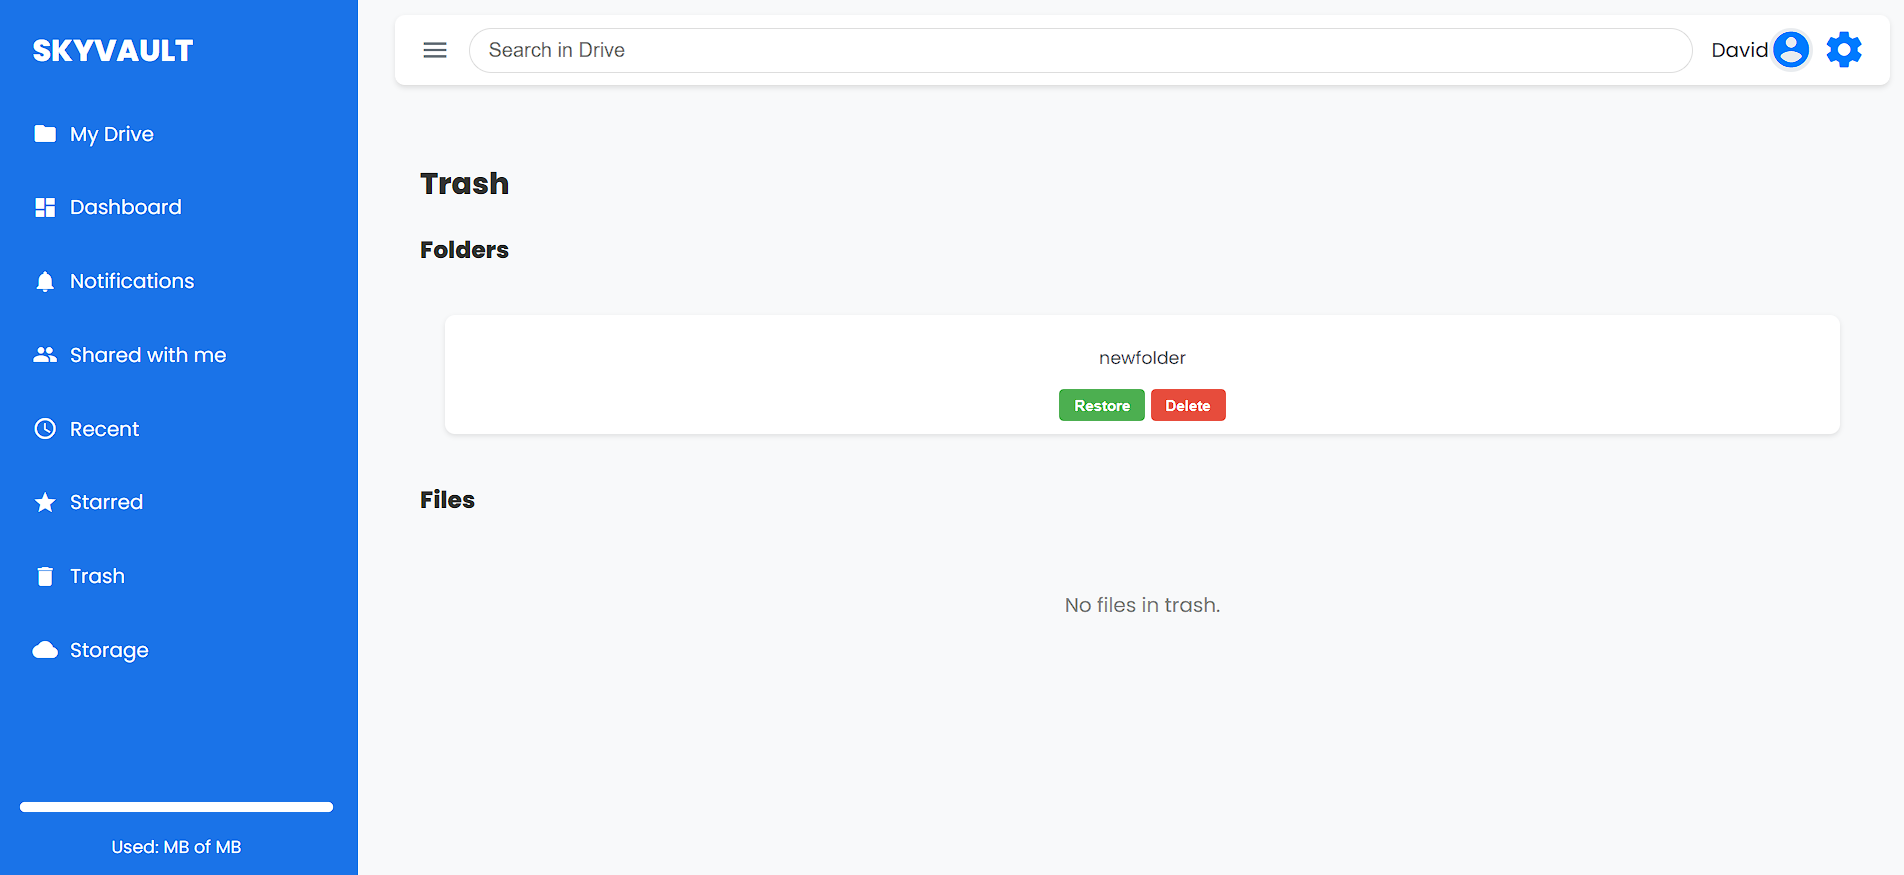 SKYVAULT
My Drive
Dashboard
Notifications
Shared with me
Recent
Starred
Trash
Storage
Used: MB of MB
Search in Drive
David
Trash
Folders
newfolder
Restore Delete
Files
No files in trash.